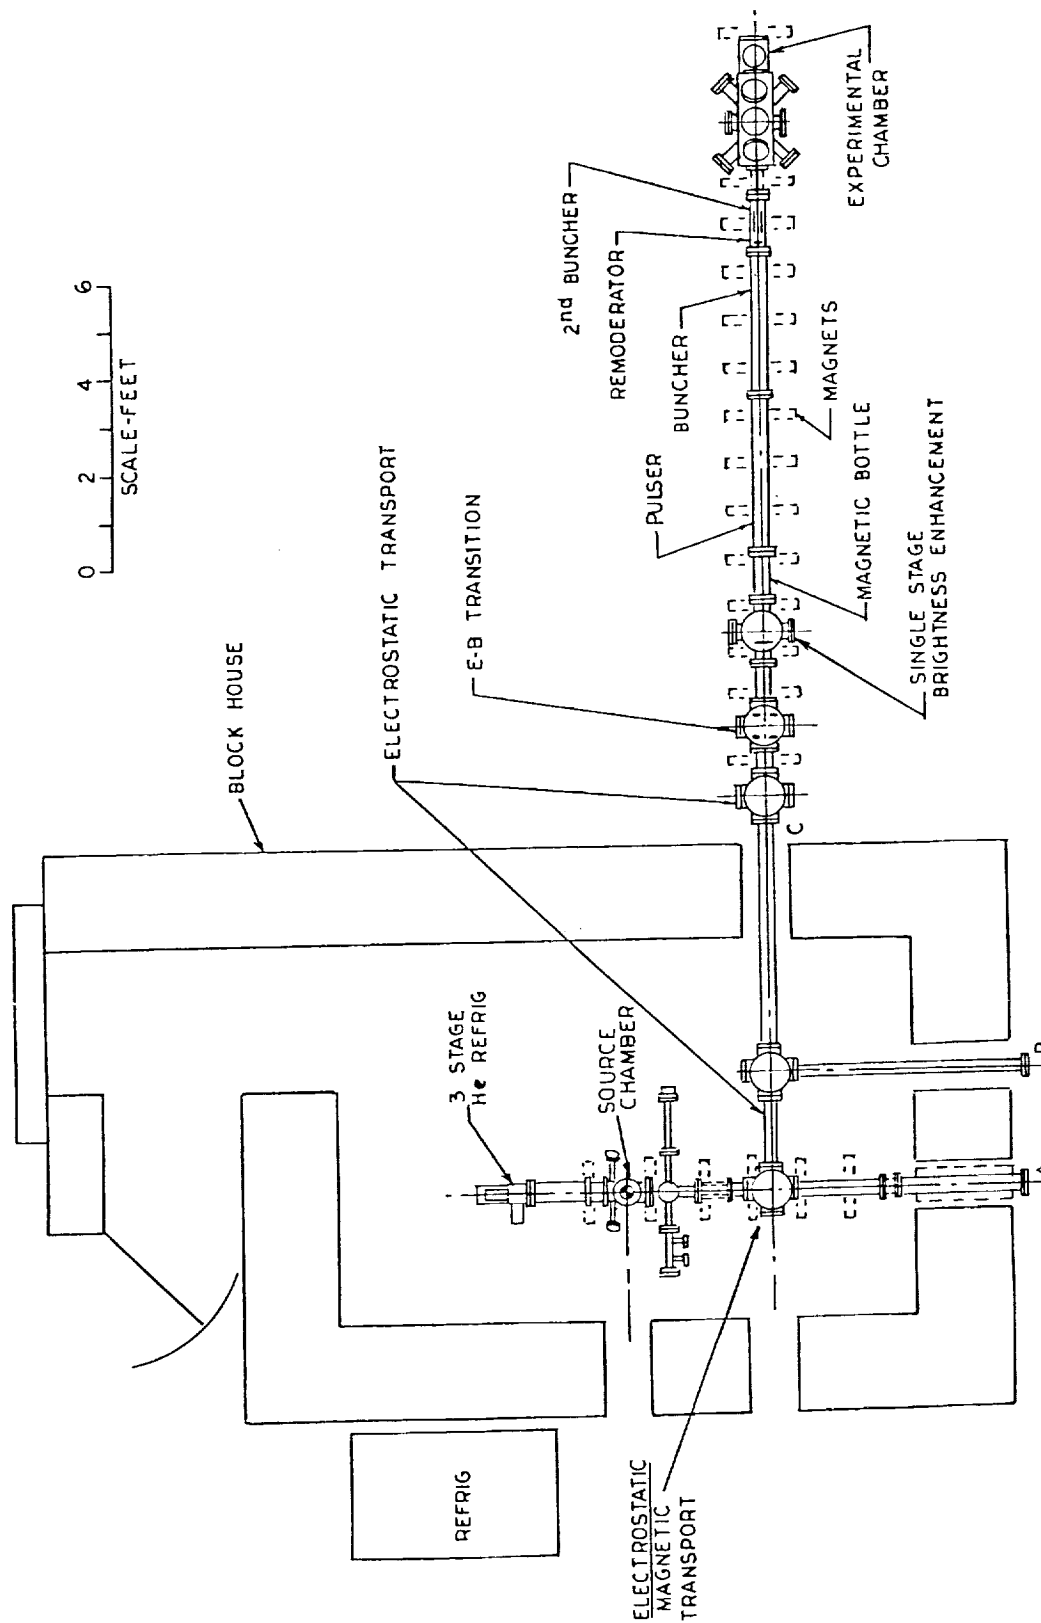 0 2 4 6
SCALE-FEET
BLOCK HOUSE
ELECTROSTATIC TRANSPORT
E-B TRANSITION
PULSER
BUNCHER
REMODERATOR
2nd BUNCHER
3 STAGE
He REFRIG
SOURCE
CHAMBER
REFRIG
ELECTROSTATIC
MAGNETIC
TRANSPORT
A
B
C
SINGLE STAGE
BRIGHTNESS ENHANCEMENT
MAGNETIC BOTTLE
MAGNETS
EXPERIMENTAL
CHAMBER